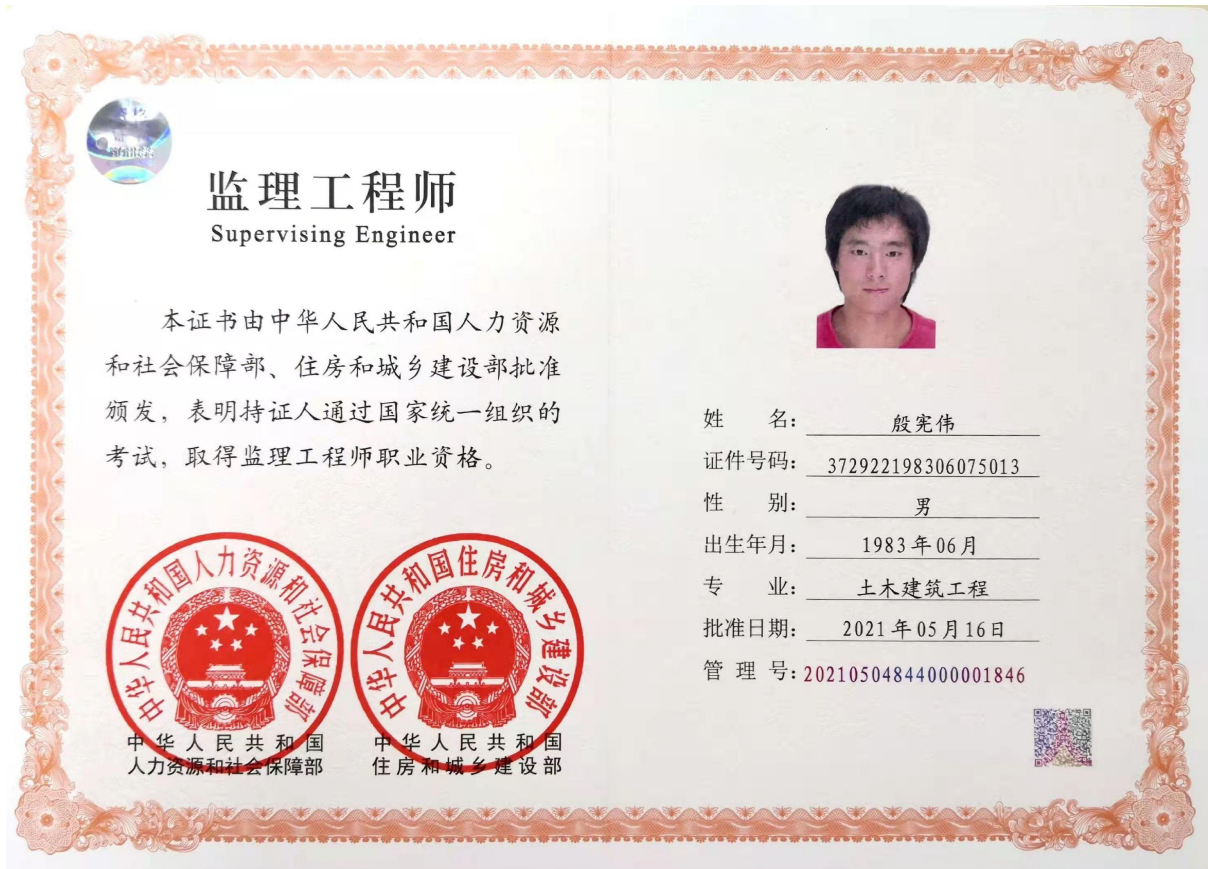 监理工程师
Supervising Engineer
本证书由中华人民共和国人力资源
和社会保障部、住房和城乡建设部批准
颁发，表明持证人通过国家统一组织的
考试，取得监理工程师职业资格。
中华人民共和国人力资源和社会保障部
中华人民共和国
人力资源和社会保障部
中华人民共和国住房和城乡建设部
中华人民共和国
住房和城乡建设部
姓 名：殷宪伟
证件号码：372922198306075013
性 别：男
出生年月：1983年06月
专 业：土木建筑工程
批准日期：2021年05月16日
管 理 号：20210504844000001846